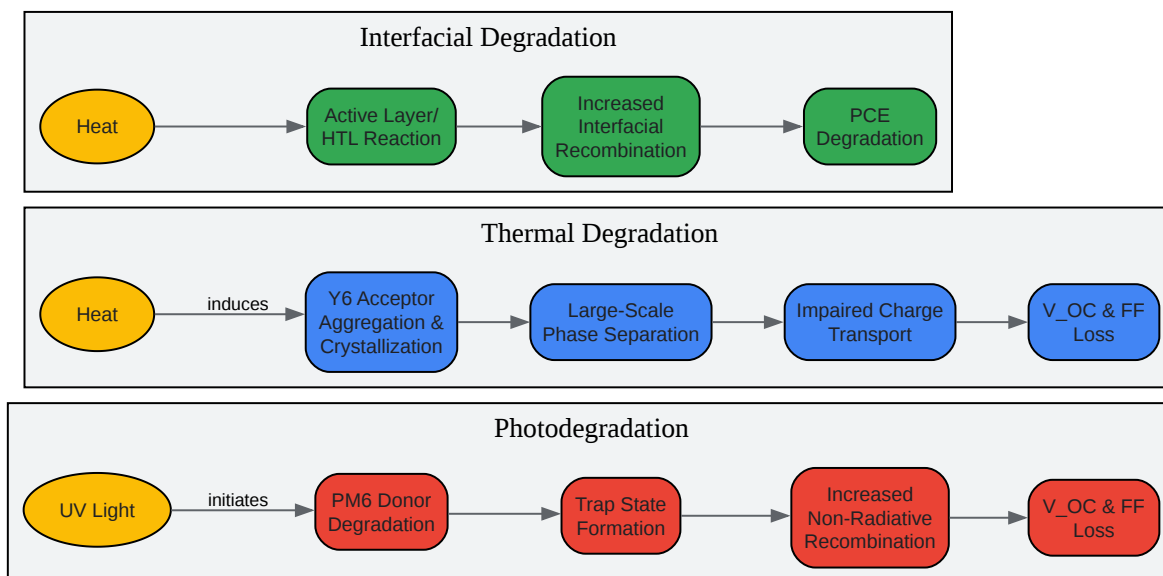 Interfacial Degradation
Heat
Active Layer/
HTL Reaction
Increased
Interfacial
Recombination
PCE
Degradation
Thermal Degradation
Heat
induces
Y6 Acceptor
Aggregation &
Crystallization
Large-Scale
Phase Separation
Impaired Charge
Transport
V_OC & FF
Loss
Photodegradation
UV Light
initiates
PM6 Donor
Degradation
Trap State
Formation
Increased
Non-Radiative
Recombination
V_OC & FF
Loss